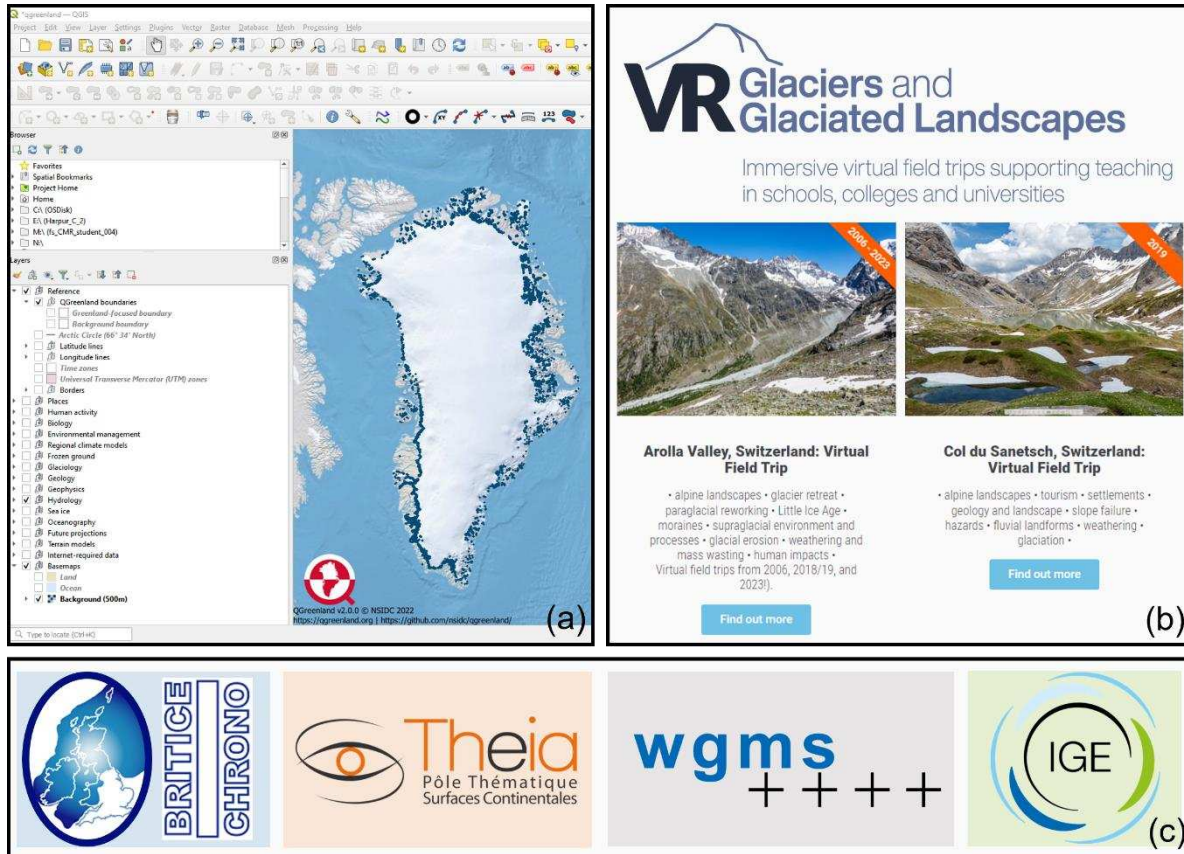 *qgreenland — QGIS
Project Edit View Layer Settings Plugins Vector Raster Database Mesh Processing Help
Browser
Favorites
Spatial Bookmarks
Project Home
Home
C:\ (OSDisk)
E:\ (Harpur_C_2)
M:\ (fs_CMR_student_004)
N:\
Layers
Reference
QGreenland boundaries
Greenland-focused boundary
Background boundary
Arctic Circle (66° 34' North)
Latitude lines
Longitude lines
Time zones
Universal Transverse Mercator (UTM) zones
Borders
Places
Human activity
Biology
Environmental management
Regional climate models
Frozen ground
Glaciology
Geology
Geophysics
Hydrology
Sea ice
Oceanography
Future projections
Terrain models
Internet-required data
Basemaps
Land
Ocean
Background (500m)
Type to locate (Ctrl+K)
QGreenland v2.0.0 © NSIDC 2022
https://qgreenland.org | https://github.com/nsidc/qgreenland/
(a)
VR Glaciers and
Glaciated Landscapes
Immersive virtual field trips supporting teaching
in schools, colleges and universities
2006 - 2023
2019
Arolla Valley, Switzerland: Virtual
Field Trip
• alpine landscapes • glacier retreat •
paraglacial reworking • Little Ice Age •
moraines • supraglacial environment and
processes • glacial erosion • weathering and
mass wasting • human impacts •
Virtual field trips from 2006, 2018/19, and
2023!).
Find out more
Col du Sanetsch, Switzerland:
Virtual Field Trip
• alpine landscapes • tourism • settlements •
geology and landscape • slope failure •
hazards • fluvial landforms • weathering •
glaciation •
Find out more
(b)
BRITICE
CHRONO
Theia
Pôle Thématique
Surfaces Continentales
wgms
++++
IGE
(c)